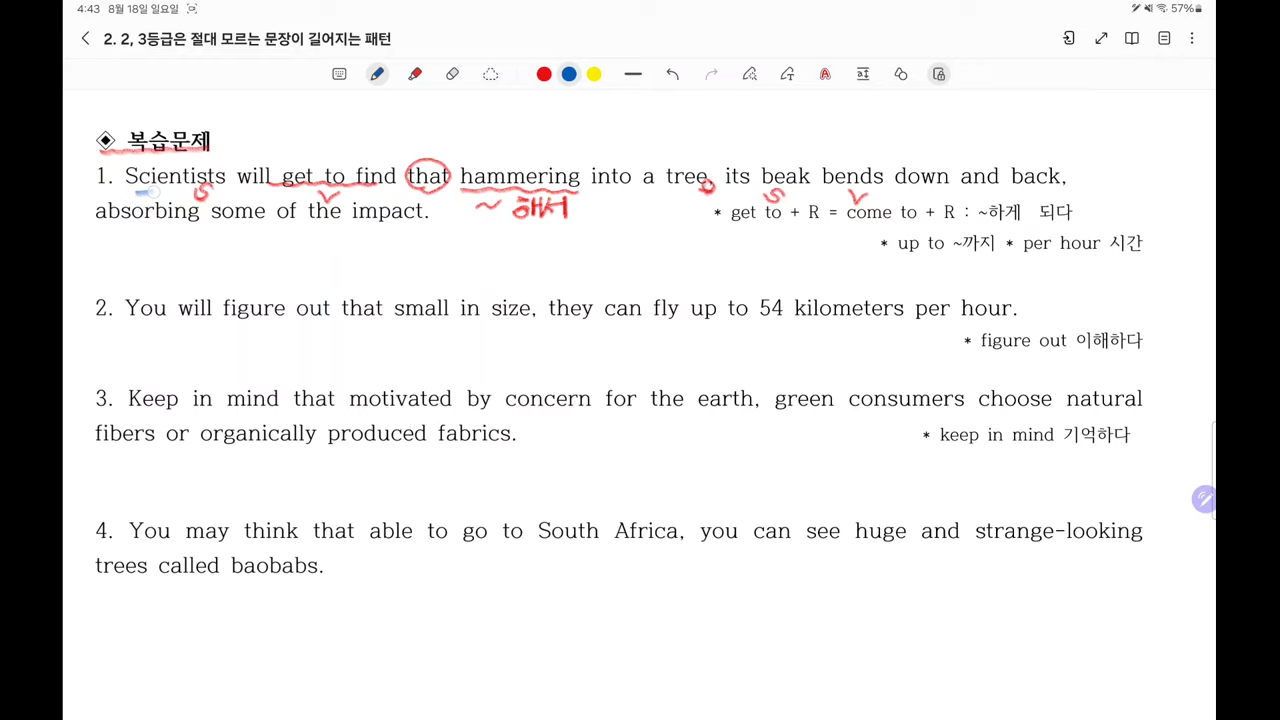 4:43 8월 18일 일요일 57%
2. 2, 3등급은 절대 모르는 문장이 길어지는 패턴
◈ 복습문제
1. Scientists will get to find that hammering into a tree, its beak bends down and back,
S V S V
absorbing some of the impact. ~ 해서 * get to + R = come to + R : ~하게 되다
* up to ~까지 * per hour 시간
2. You will figure out that small in size, they can fly up to 54 kilometers per hour.
* figure out 이해하다
3. Keep in mind that motivated by concern for the earth, green consumers choose natural
fibers or organically produced fabrics. * keep in mind 기억하다
4. You may think that able to go to South Africa, you can see huge and strange-looking
trees called baobabs.